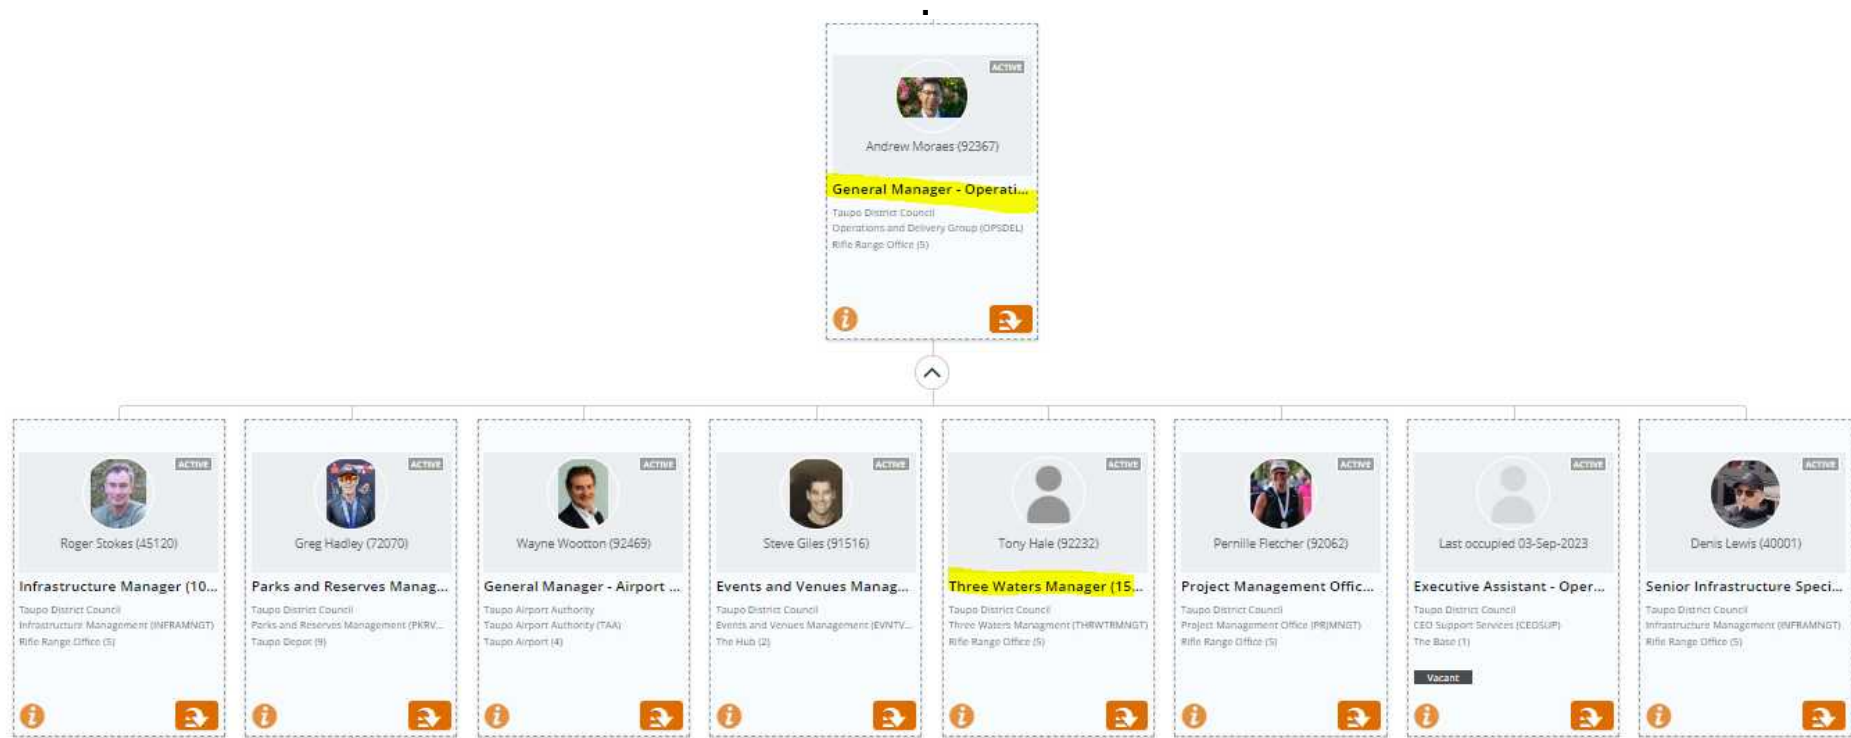 ACTIVE
Andrew Moraes (92367)
General Manager - Operati...
Taupo District Council
Operations and Delivery Group (OPSDEL)
Rifle Range Office (5)
ACTIVE
Roger Stokes (45120)
Infrastructure Manager (10...
Taupo District Council
Infrastructure Management (INFRAMNGT)
Rifle Range Office (5)
ACTIVE
Greg Hadley (72070)
Parks and Reserves Manag...
Taupo District Council
Parks and Reserves Management (PKRV...
Taupo Depot (9)
ACTIVE
Wayne Wootton (92469)
General Manager - Airport ...
Taupo Airport Authority
Taupo Airport Authority (TAA)
Taupo Airport (4)
ACTIVE
Steve Giles (91516)
Events and Venues Manag...
Taupo District Council
Events and Venues Management (EVNTV...
The Hub (2)
ACTIVE
Tony Hale (92232)
Three Waters Manager (15...
Taupo District Council
Three Waters Managment (THRWTRMNGT)
Rifle Range Office (5)
ACTIVE
Pernille Fletcher (92062)
Project Management Offic...
Taupo District Council
Project Management Office (PRJMNGT)
Rifle Range Office (5)
ACTIVE
Last occupied 03-Sep-2023
Executive Assistant - Oper...
Taupo District Council
CEO Support Services (CEOSUP)
The Base (1)
Vacant
ACTIVE
Denis Lewis (40001)
Senior Infrastructure Speci...
Taupo District Council
Infrastructure Management (INFRAMNGT)
Rifle Range Office (5)